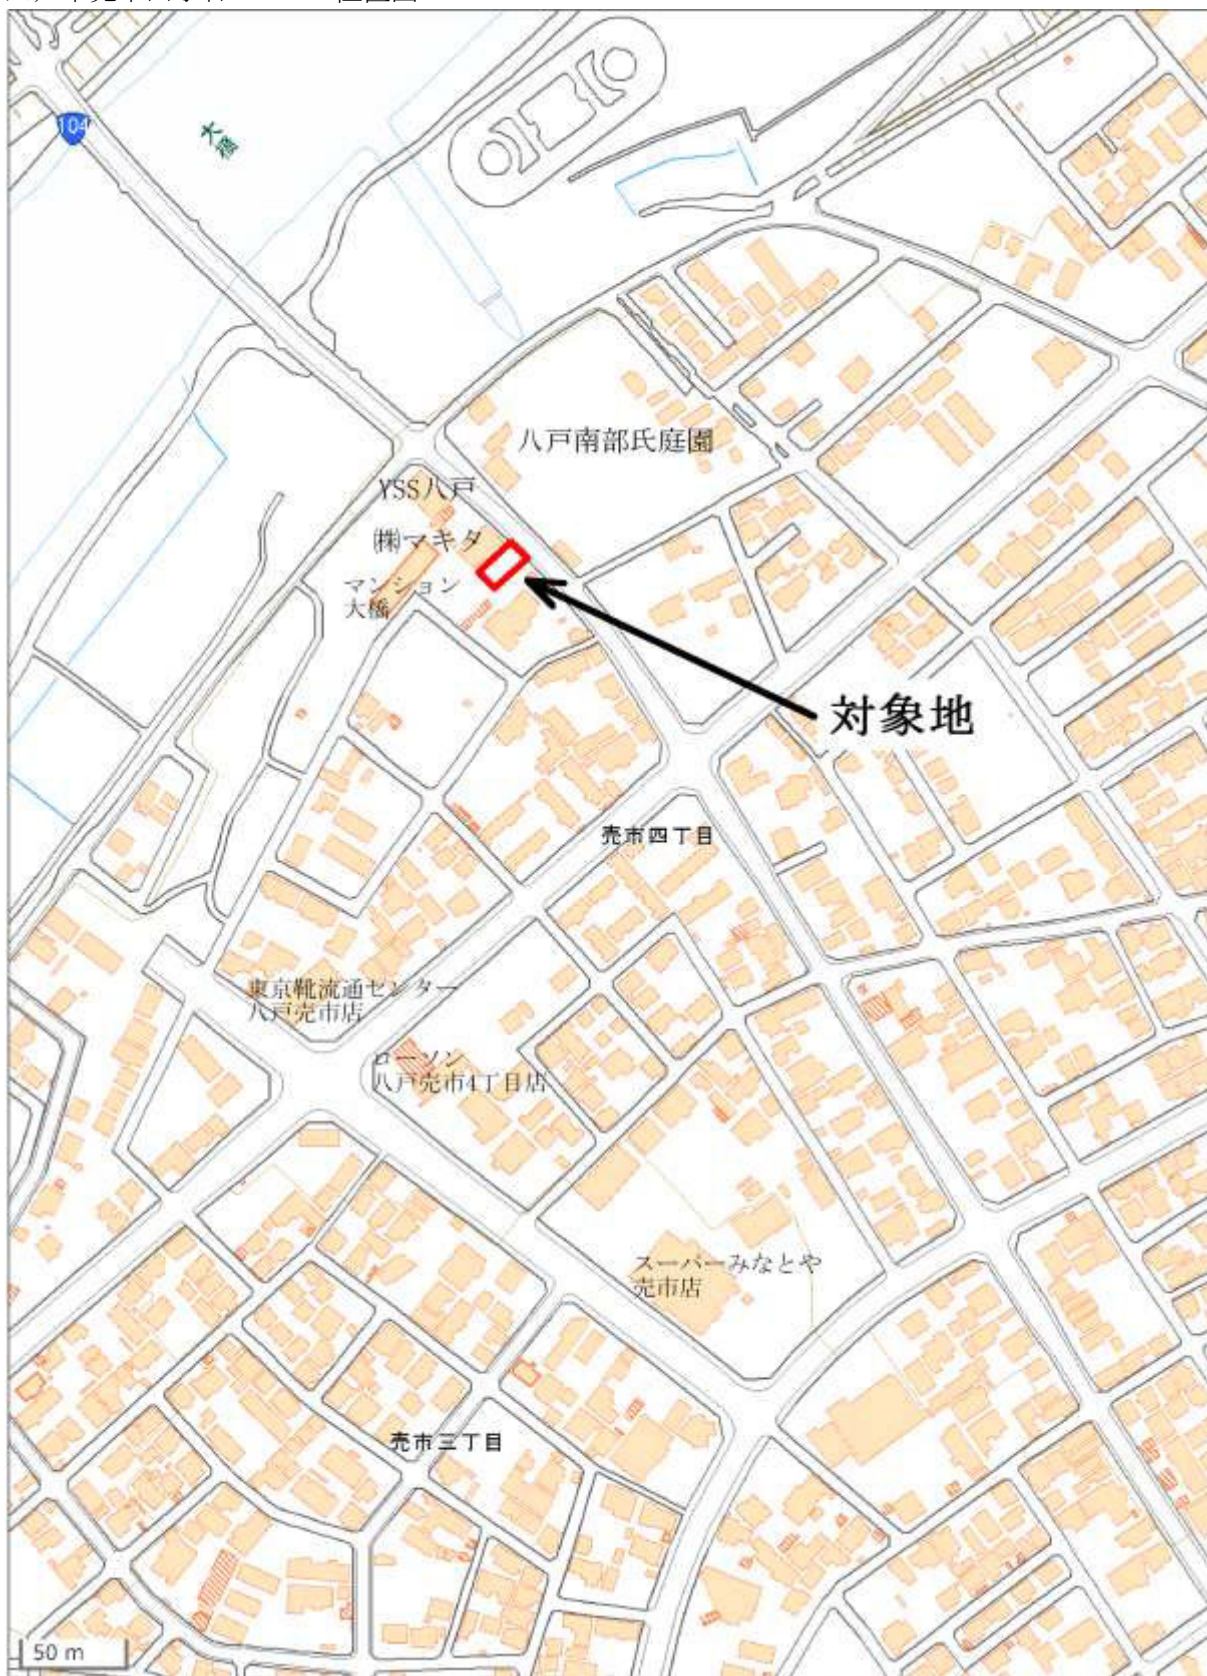 104
大橋
八戸南部氏庭園
YSS八戸
㈱マキタ
マンション
大橋
対象地
売市四丁目
東京靴流通センター
八戸売市店
ローソン
八戸売市4丁目店
スーパーみなとや
売市店
売市三丁目
50 m